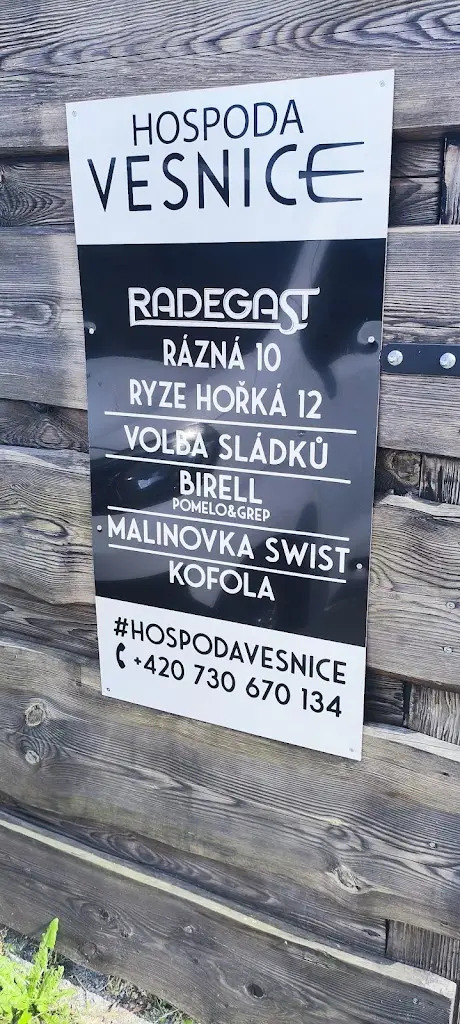 HOSPODA
VESNICE
RADEGAST
RÁZNÁ 10
RYZE HOŘKÁ 12
VOLBA SLÁDKŮ
BIRELL
POMELO&GREP
MALINOVKA SWIST
KOFOLA
#HOSPODAVESNICE
+420 730 670 134